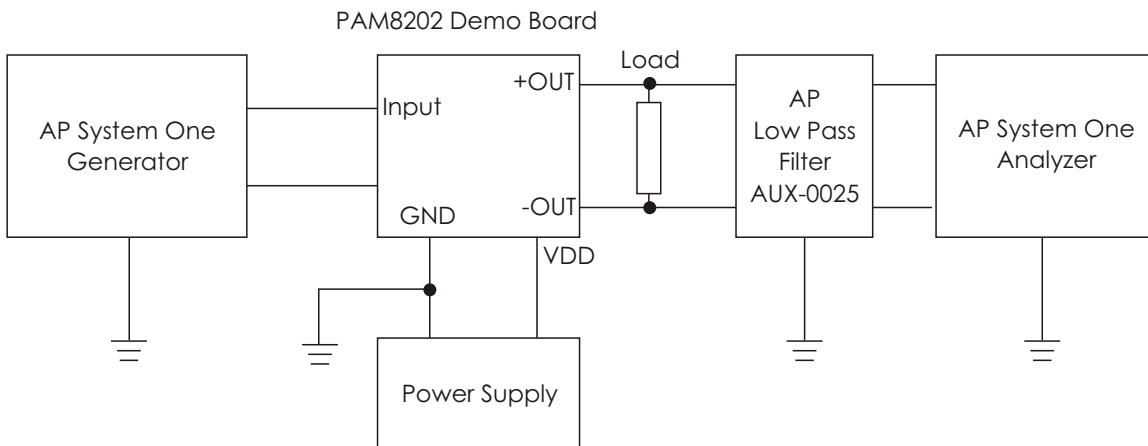 PAM8202 Demo Board
AP System One
Generator
Input
+OUT
-OUT
GND
VDD
Load
AP
Low Pass
Filter
AUX-0025
AP System One
Analyzer
Power Supply